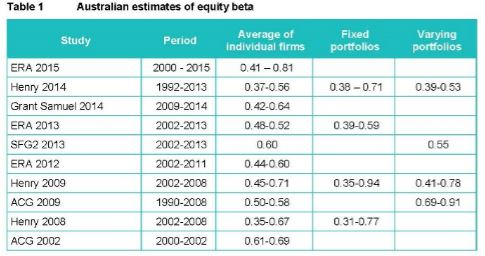 Table 1 Australian estimates of equity beta
Study Period Average of individual firms Fixed portfolios Varying portfolios
ERA 2015 2000 - 2015 0.41 – 0.81
Henry 2014 1992-2013 0.37-0.56 0.38 – 0.71 0.39-0.53
Grant Samuel 2014 2009-2014 0.42-0.64
ERA 2013 2002-2013 0.48-0.52 0.39-0.59
SFG2 2013 2002-2013 0.60 0.55
ERA 2012 2002-2011 0.44-0.60
Henry 2009 2002-2008 0.45-0.71 0.35-0.94 0.41-0.78
ACG 2009 1990-2008 0.50-0.58 0.69-0.91
Henry 2008 2002-2008 0.35-0.67 0.31-0.77
ACG 2002 2000-2002 0.61-0.69